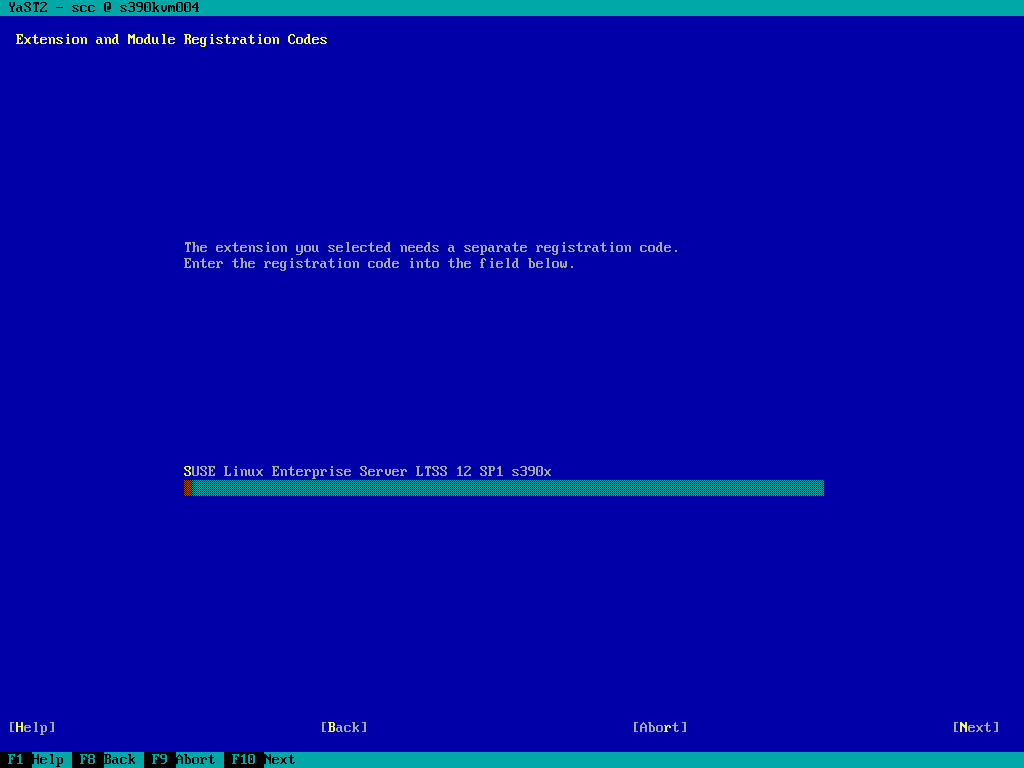 YaST2 - scc @ s390kvm004
Extension and Module Registration Codes
The extension you selected needs a separate registration code.
Enter the registration code into the field below.
SUSE Linux Enterprise Server LTSS 12 SP1 s390x
[Help] [Back] [Abort] [Next]
F1 Help F8 Back F9 Abort F10 Next